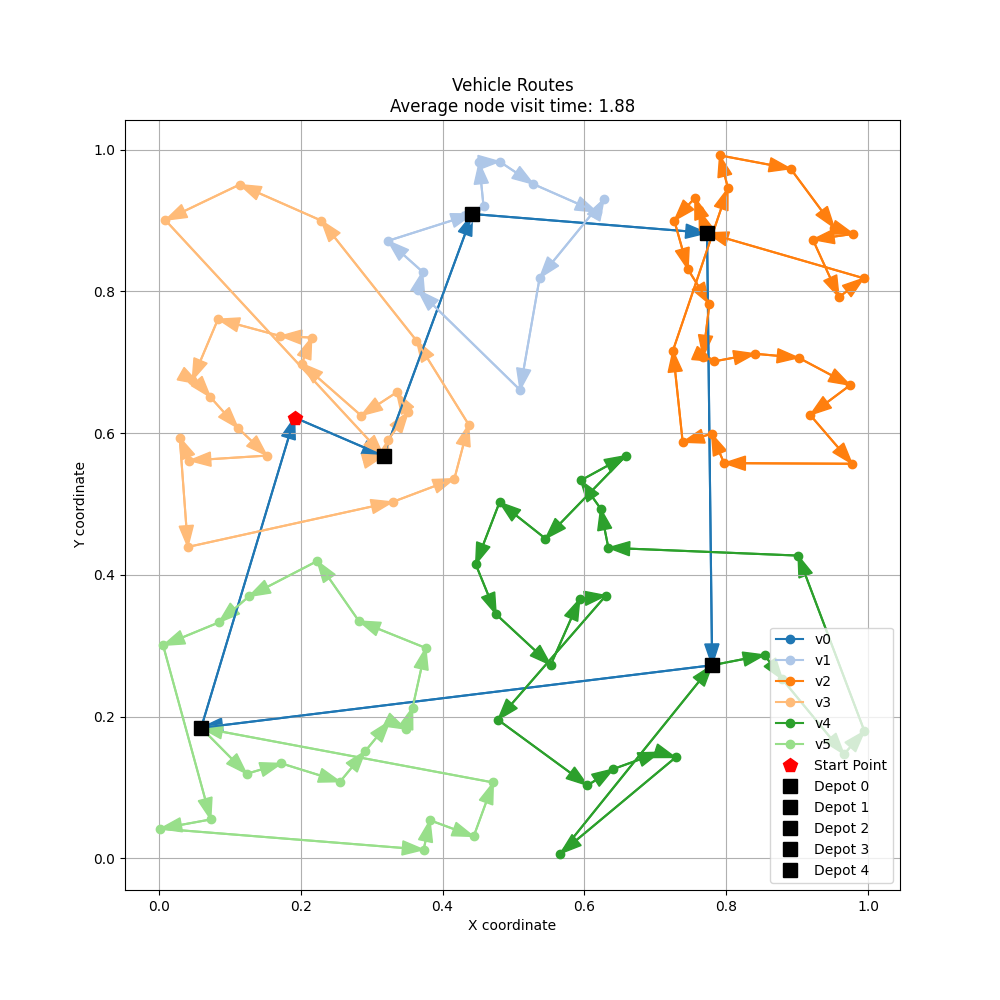 Vehicle Routes
Average node visit time: 1.88
1.0
0.8
0.6
0.4
0.2
0.0
Y coordinate
0.0
0.2
0.4
0.6
0.8
1.0
X coordinate
v0
v1
v2
v3
v4
v5
Start Point
Depot 0
Depot 1
Depot 2
Depot 3
Depot 4